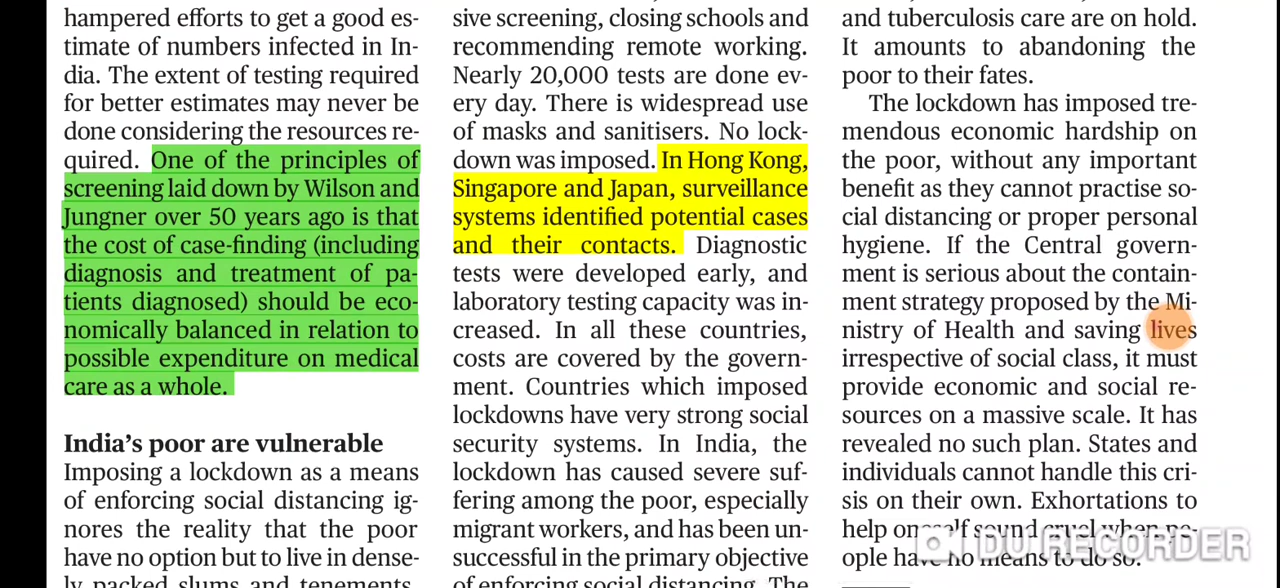 hampered efforts to get a good es-
timate of numbers infected in In-
dia. The extent of testing required
for better estimates may never be
done considering the resources re-
quired. One of the principles of
screening laid down by Wilson and
Jungner over 50 years ago is that
the cost of case-finding (including
diagnosis and treatment of pa-
tients diagnosed) should be eco-
nomically balanced in relation to
possible expenditure on medical
care as a whole.
India's poor are vulnerable
Imposing a lockdown as a means
of enforcing social distancing ig-
nores the reality that the poor
have no option but to live in dense-
ly packed slums and tenements.
sive screening, closing schools and
recommending remote working.
Nearly 20,000 tests are done ev-
ery day. There is widespread use
of masks and sanitisers. No lock-
down was imposed. In Hong Kong,
Singapore and Japan, surveillance
systems identified potential cases
and their contacts. Diagnostic
tests were developed early, and
laboratory testing capacity was in-
creased. In all these countries,
costs are covered by the govern-
ment. Countries which imposed
lockdowns have very strong social
security systems. In India, the
lockdown has caused severe suf-
fering among the poor, especially
migrant workers, and has been un-
successful in the primary objective
of enforcing social distancing. The
and tuberculosis care are on hold.
It amounts to abandoning the
poor to their fates.
The lockdown has imposed tre-
mendous economic hardship on
the poor, without any important
benefit as they cannot practise so-
cial distancing or proper personal
hygiene. If the Central govern-
ment is serious about the contain-
ment strategy proposed by the Mi-
nistry of Health and saving lives
irrespective of social class, it must
provide economic and social re-
sources on a massive scale. It has
revealed no such plan. States and
individuals cannot handle this cri-
sis on their own. Exhortations to
help oneself sound cruel when pe-
ople have no means to do so.
DU RECORDER